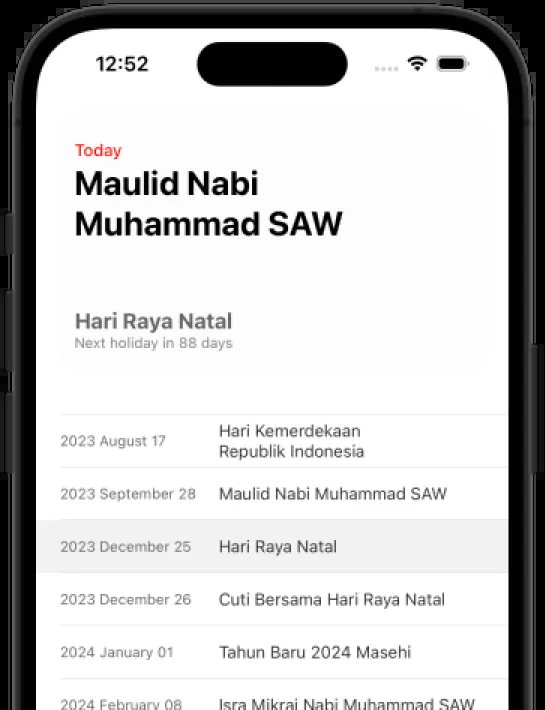 12:52
Today
Maulid Nabi
Muhammad SAW
Hari Raya Natal
Next holiday in 88 days
2023 August 17 Hari Kemerdekaan
Republik Indonesia
2023 September 28 Maulid Nabi Muhammad SAW
2023 December 25 Hari Raya Natal
2023 December 26 Cuti Bersama Hari Raya Natal
2024 January 01 Tahun Baru 2024 Masehi
2024 February 08 Isra Mikraj Nabi Muhammad SAW